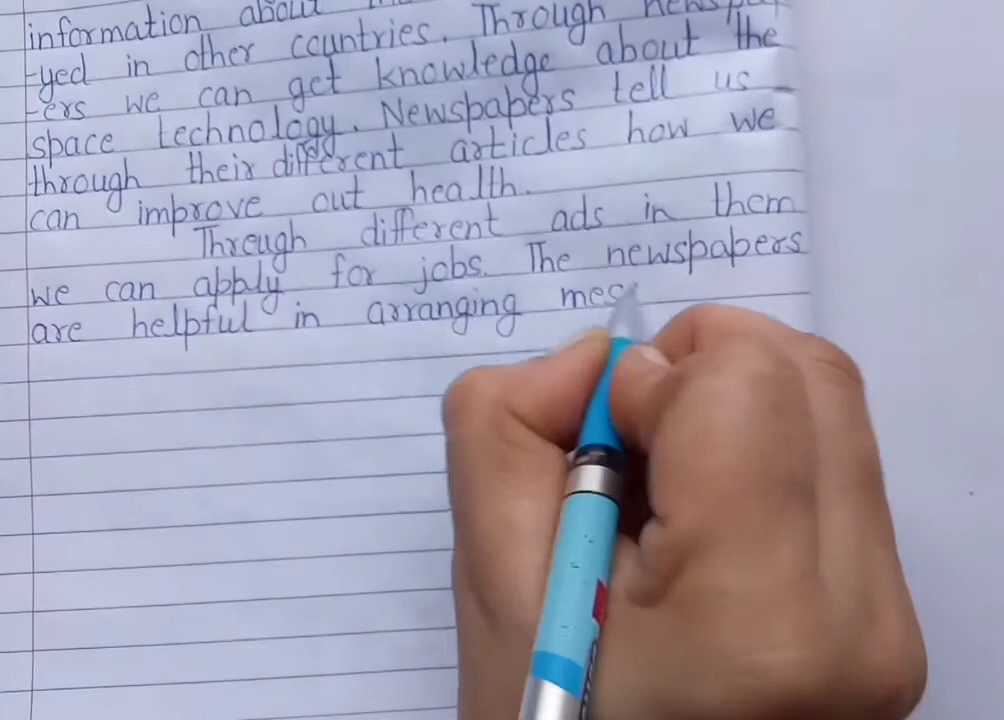 information about
-yed in other countries. Through newspap
-ers we can get knowledge about the
space technology. Newspapers tell us
through their different articles how we
can improve out health.
Through different ads in them
we can apply for jobs. The newspapers
are helpful in arranging mes